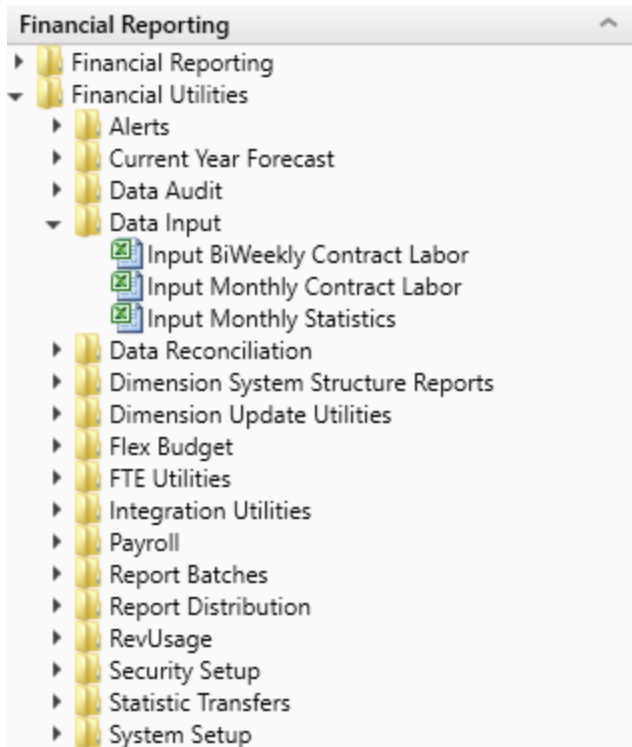 Financial Reporting
Financial Reporting
Financial Utilities
Alerts
Current Year Forecast
Data Audit
Data Input
Input BiWeekly Contract Labor
Input Monthly Contract Labor
Input Monthly Statistics
Data Reconciliation
Dimension System Structure Reports
Dimension Update Utilities
Flex Budget
FTE Utilities
Integration Utilities
Payroll
Report Batches
Report Distribution
RevUsage
Security Setup
Statistic Transfers
System Setup